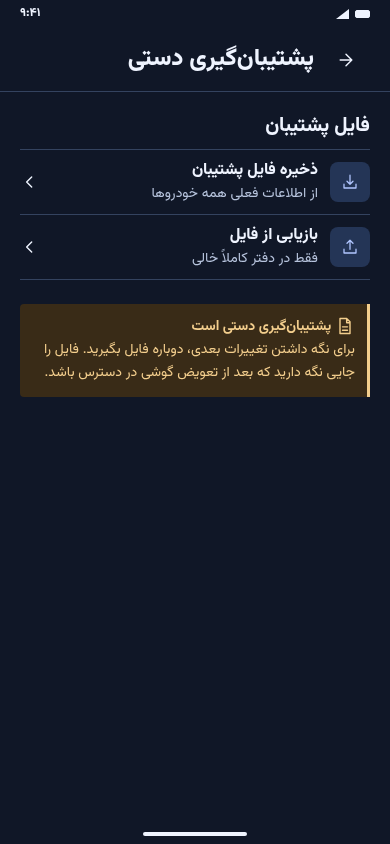 ۹:۴۱
پشتیبان‌گیری دستی
فایل پشتیبان
ذخیره فایل پشتیبان
از اطلاعات فعلی همه خودروها
بازیابی از فایل
فقط در دفتر کاملاً خالی
پشتیبان‌گیری دستی است
برای نگه داشتن تغییرات بعدی، دوباره فایل بگیرید. فایل را
جایی نگه دارید که بعد از تعویض گوشی در دسترس باشد.